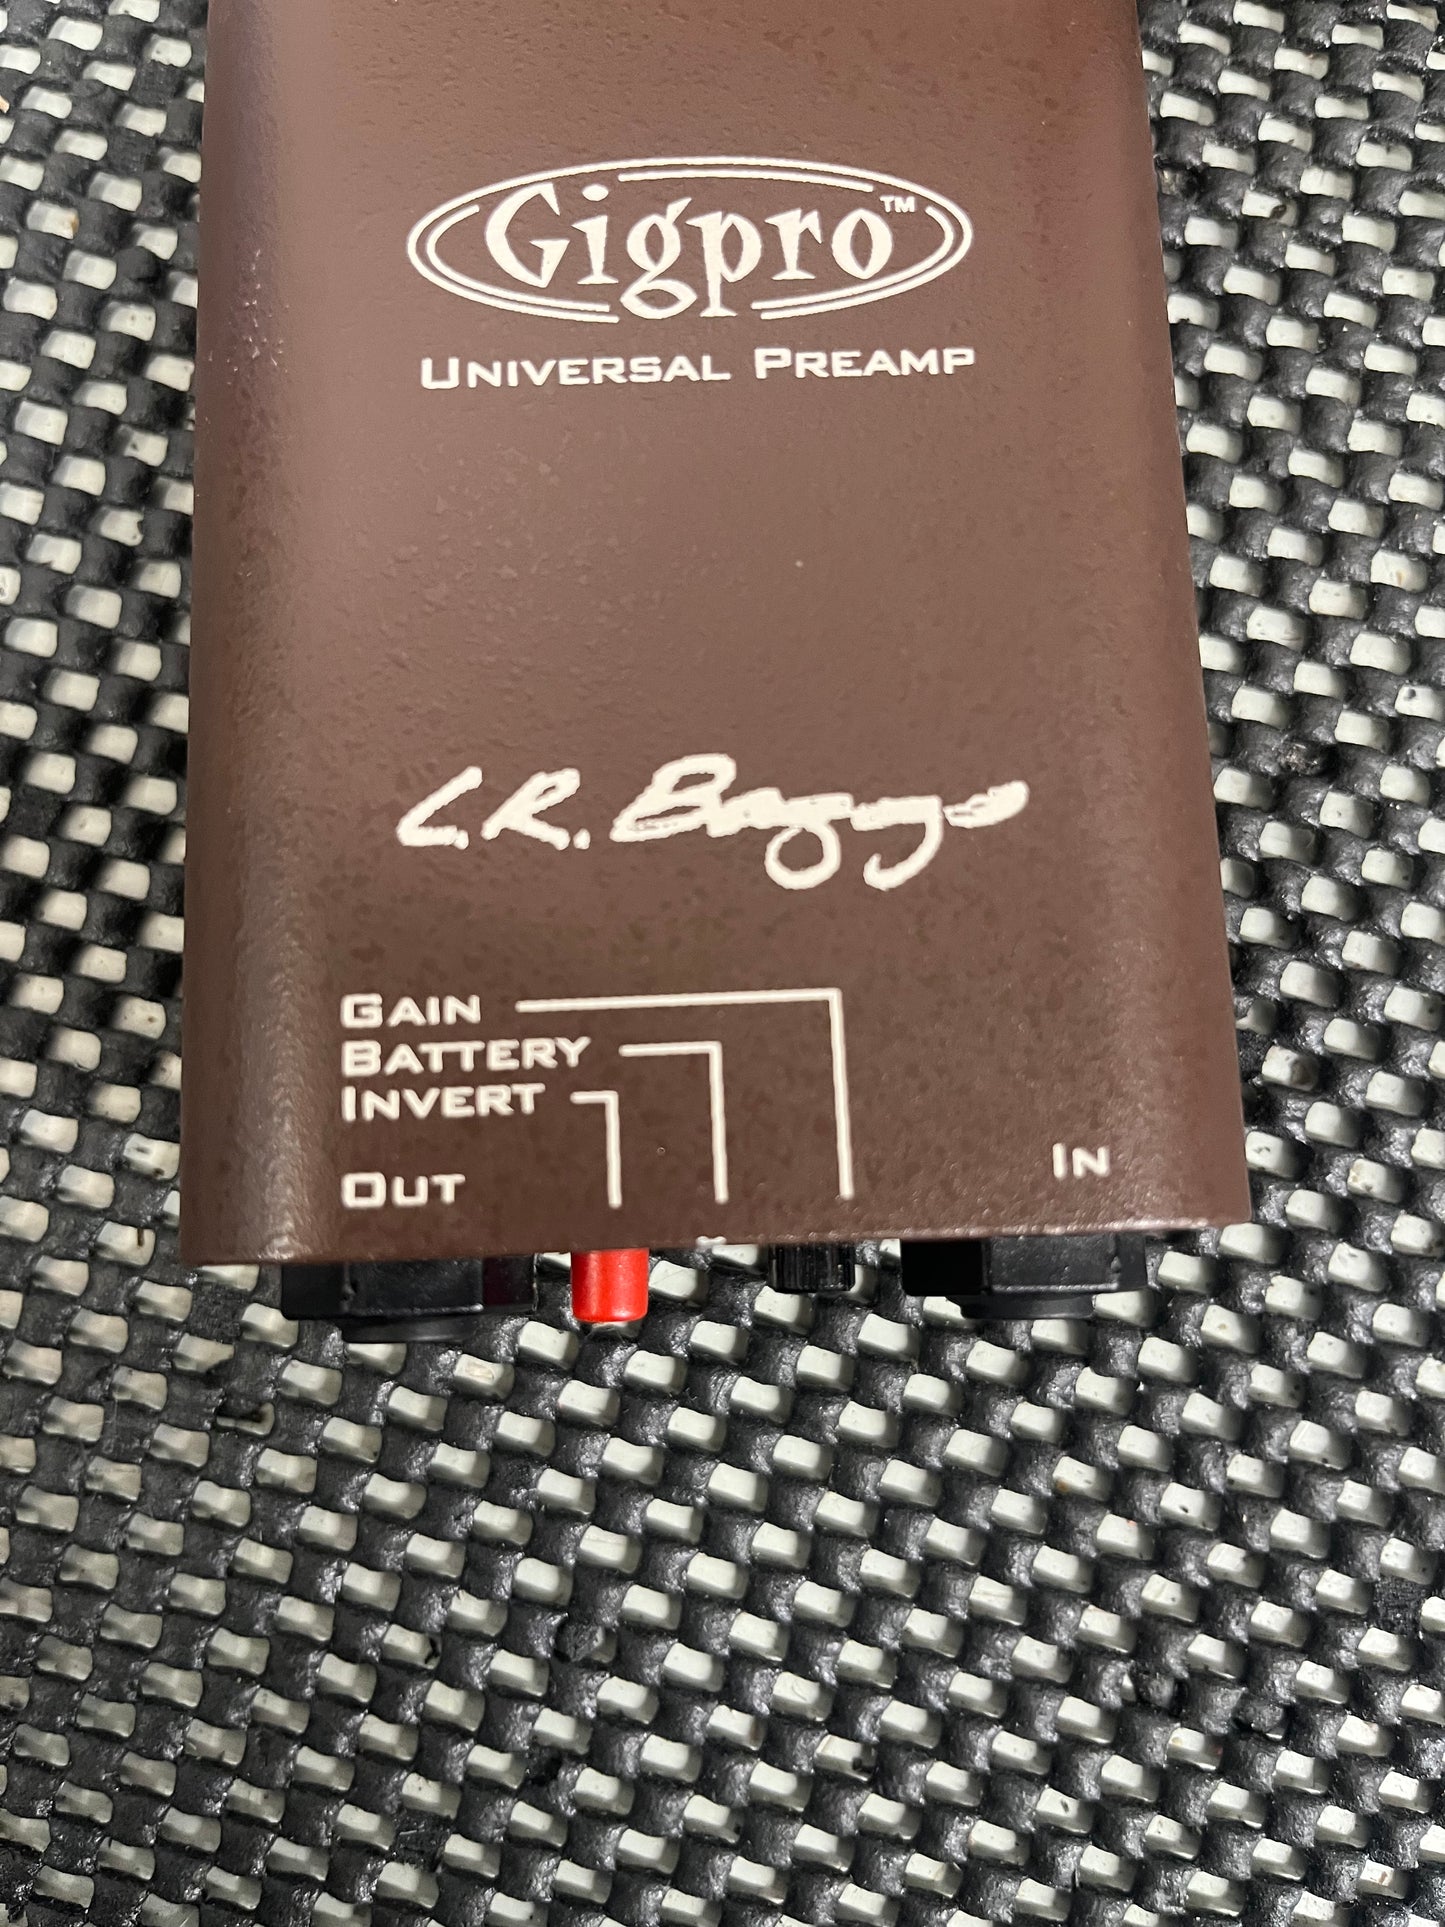 Gigpro™
UNIVERSAL PREAMP
L.R. Baggs
GAIN
BATTERY
INVERT
OUT
IN